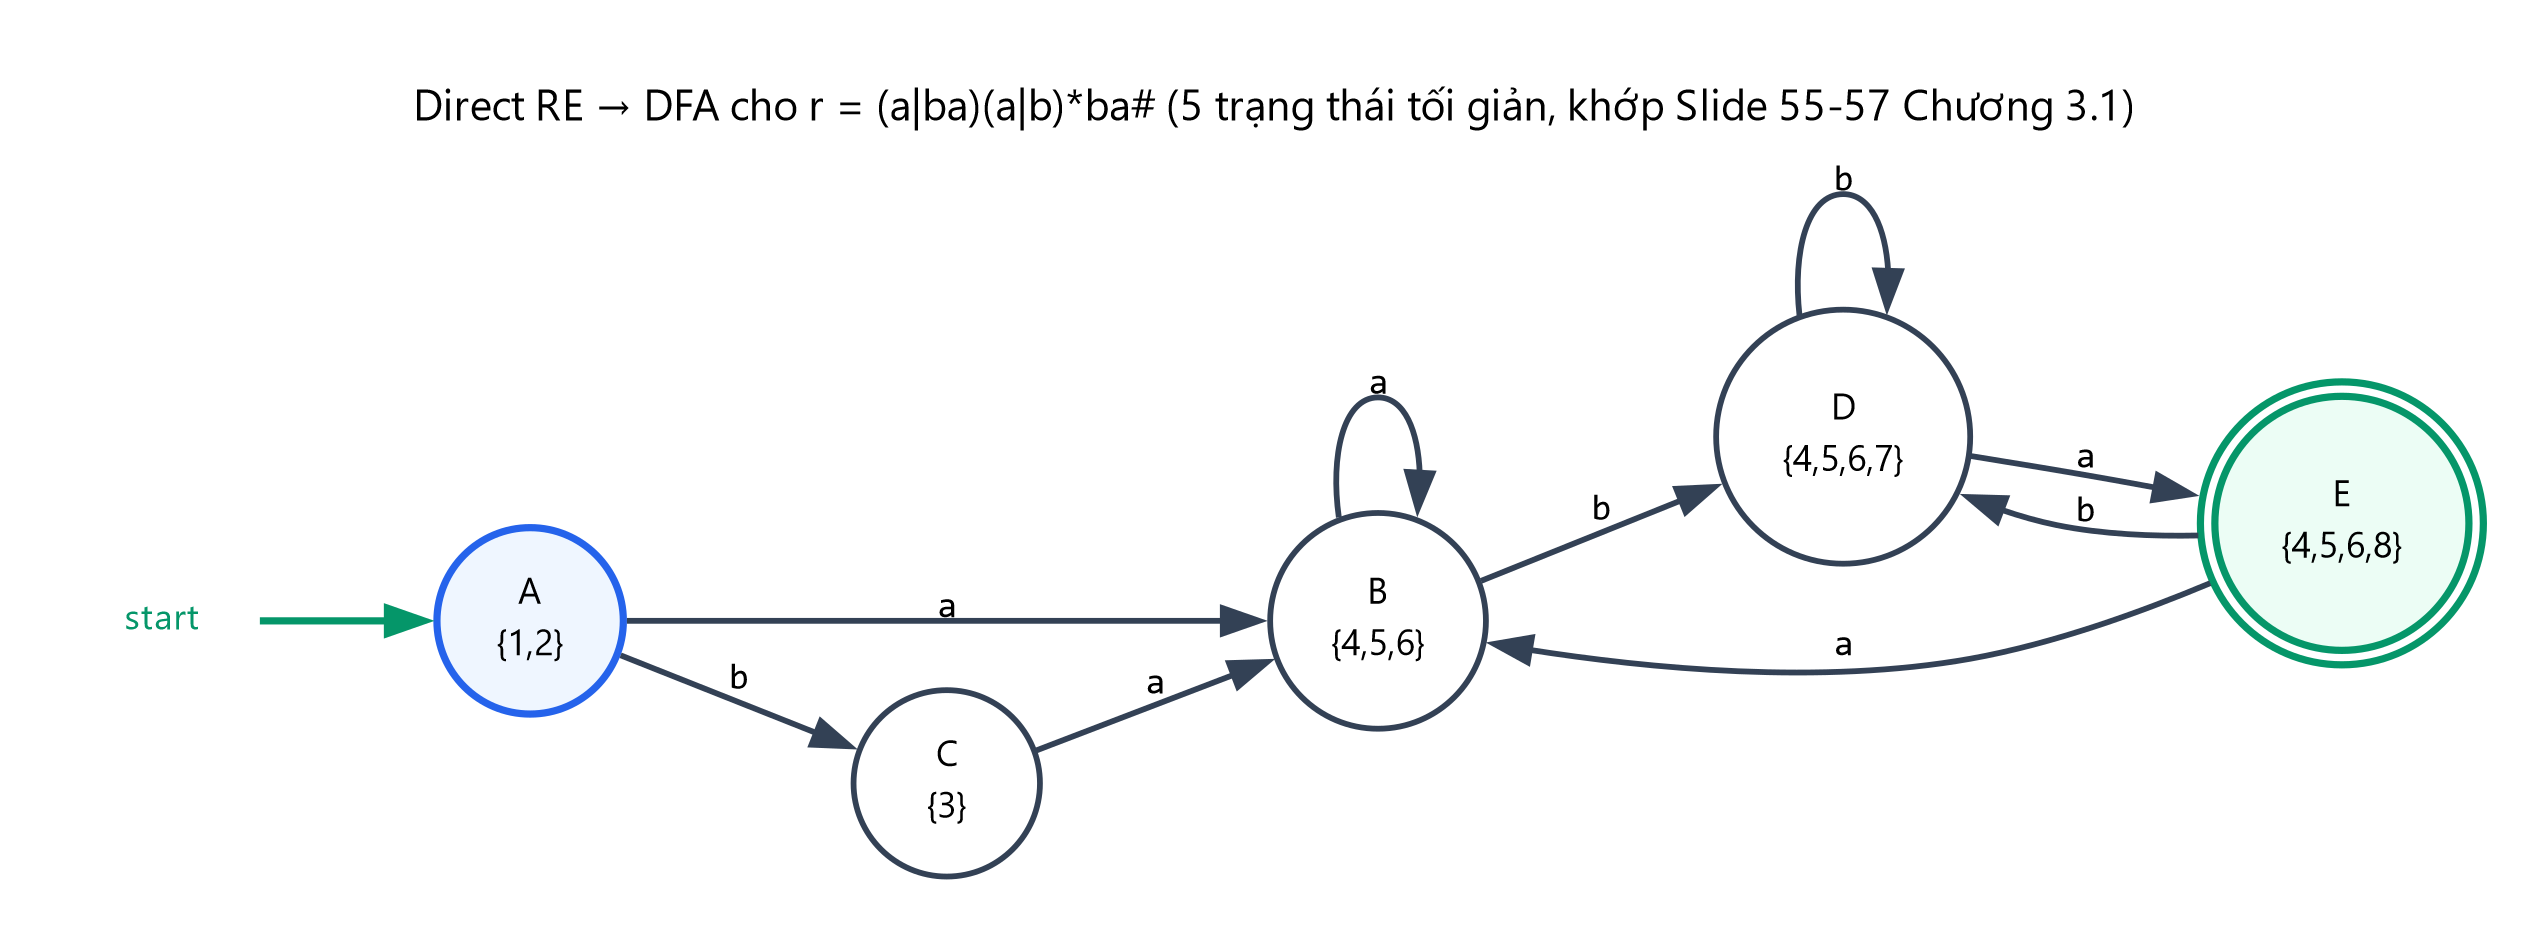 Direct RE → DFA cho r = (a|ba)(a|b)*ba# (5 trạng thái tối giản, khớp Slide 55-57 Chương 3.1)
b
a
D
{4,5,6,7}
a
E
{4,5,6,8}
b
b
start
A
{1,2}
a
B
{4,5,6}
a
b
a
C
{3}